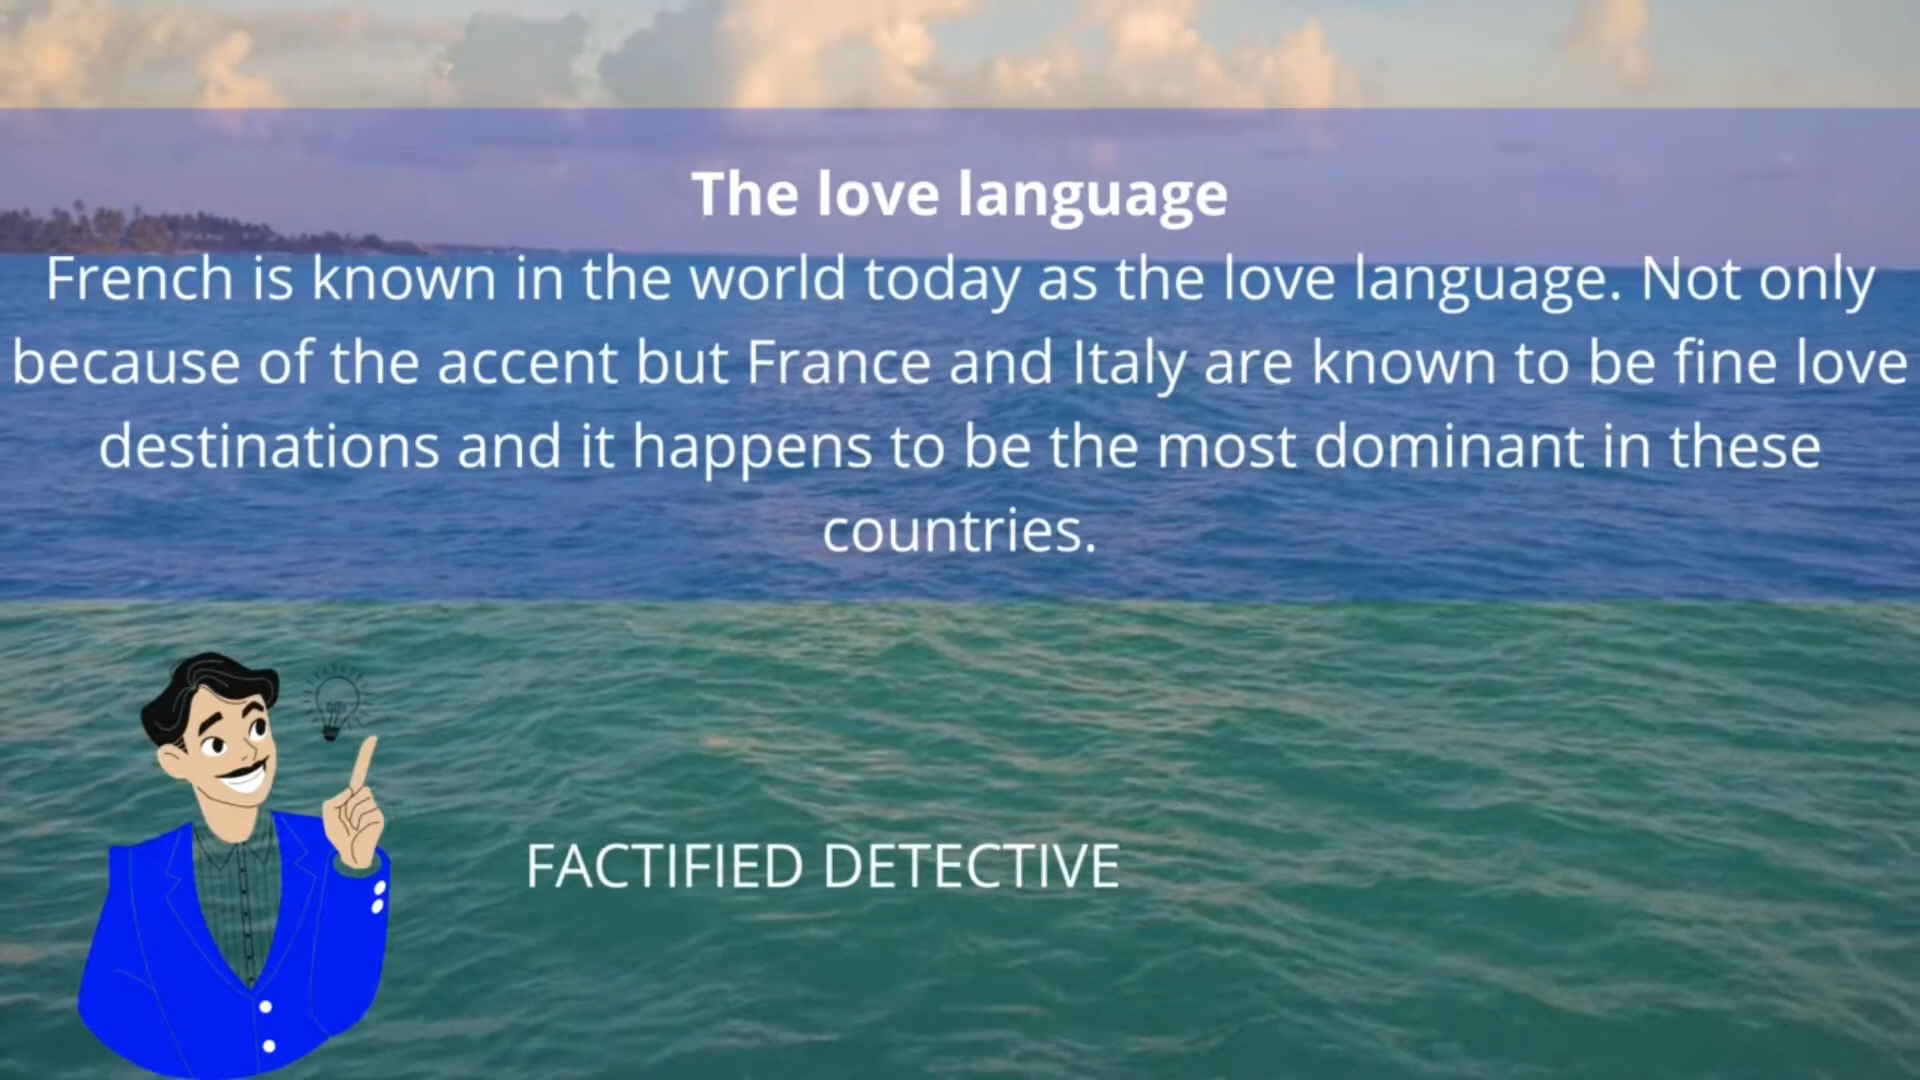 The love language
French is known in the world today as the love language. Not only
because of the accent but France and Italy are known to be fine love
destinations and it happens to be the most dominant in these
countries.
FACTIFIED DETECTIVE